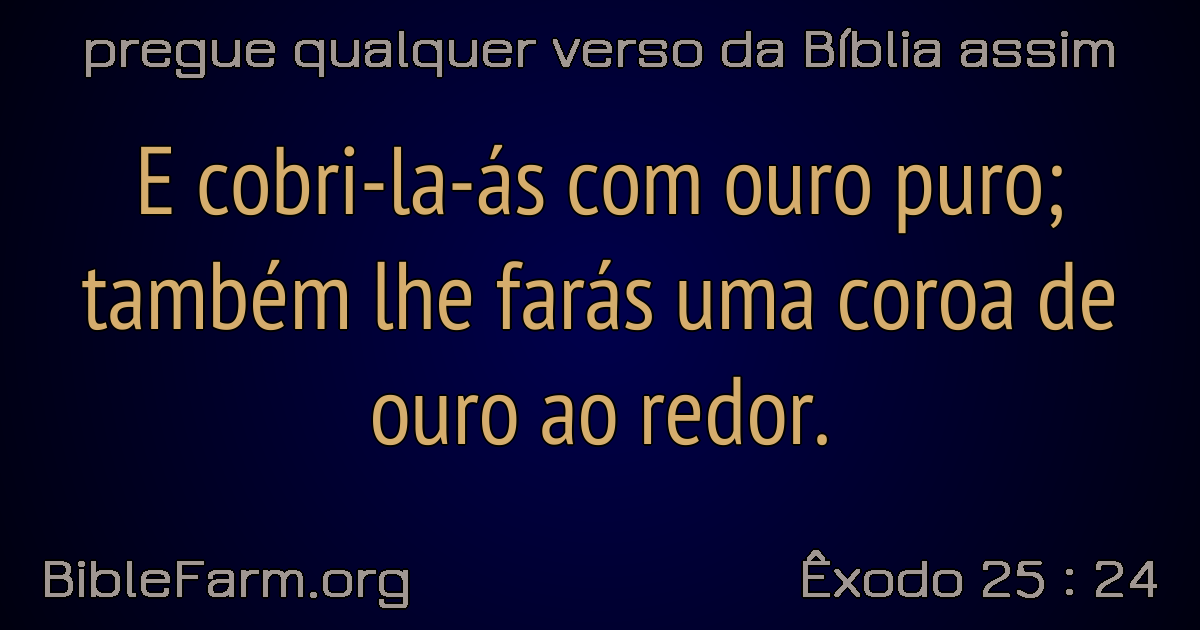 pregue qualquer verso da Bíblia assim
E cobri-la-ás com ouro puro;
também lhe farás uma coroa de
ouro ao redor.
BibleFarm.org
Êxodo 25 : 24